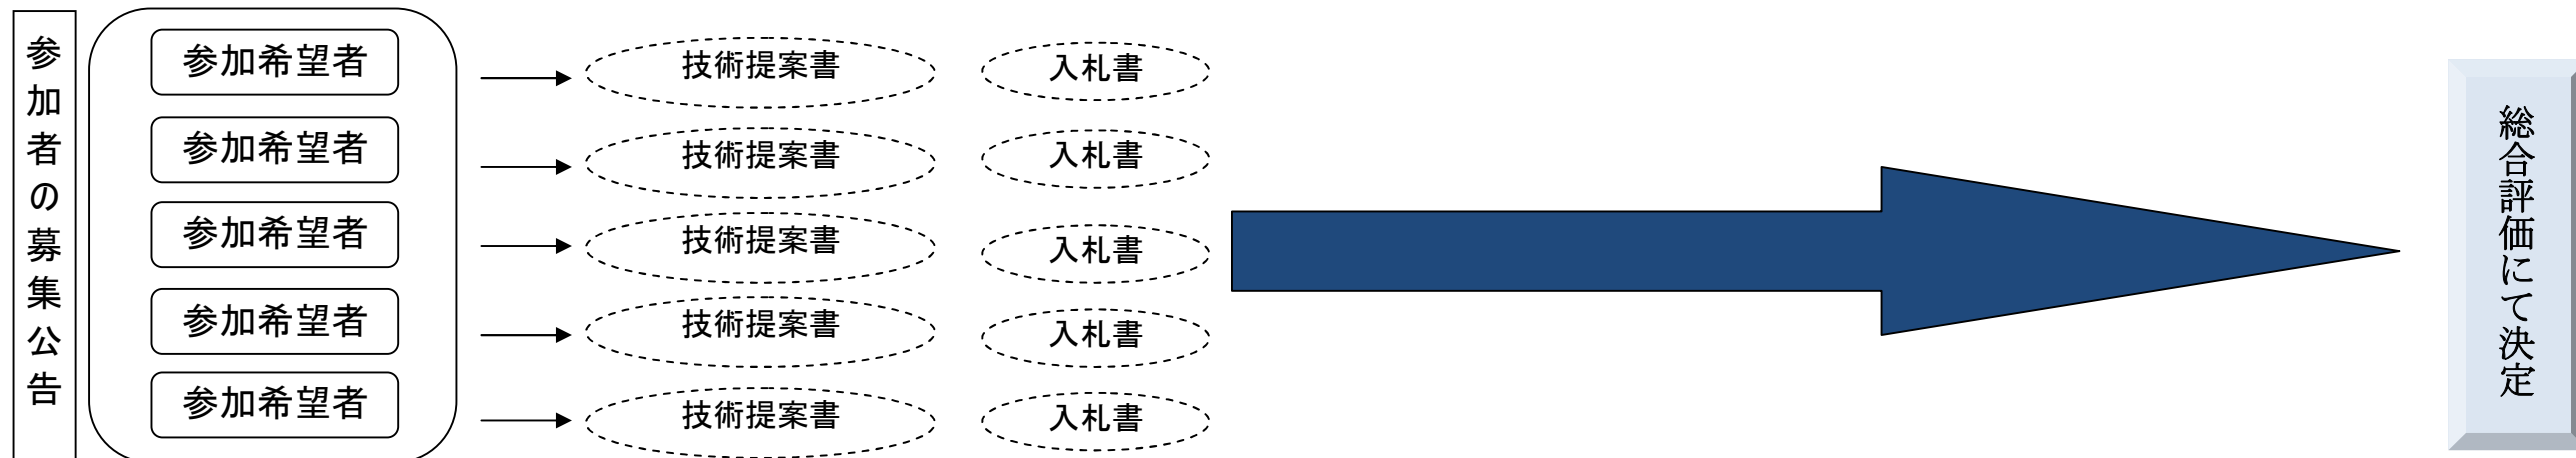 参加者の募集公告
参加希望者
技術提案書
入札書
参加希望者
技術提案書
入札書
参加希望者
技術提案書
入札書
参加希望者
技術提案書
入札書
参加希望者
技術提案書
入札書
総合評価にて決定